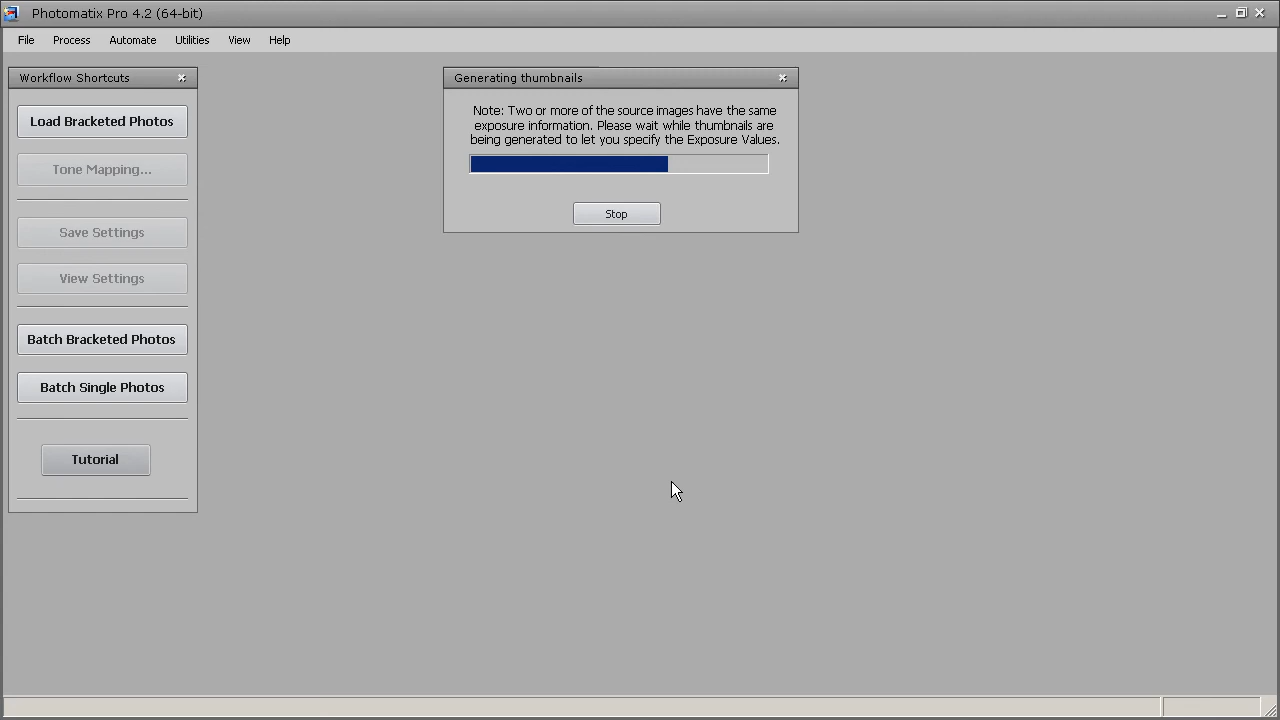 Photomatix Pro 4.2 (64-bit)
File Process Automate Utilities View Help
Workflow Shortcuts
Load Bracketed Photos
Tone Mapping...
Save Settings
View Settings
Batch Bracketed Photos
Batch Single Photos
Tutorial
Generating thumbnails
Note: Two or more of the source images have the same
exposure information. Please wait while thumbnails are
being generated to let you specify the Exposure Values.
Stop